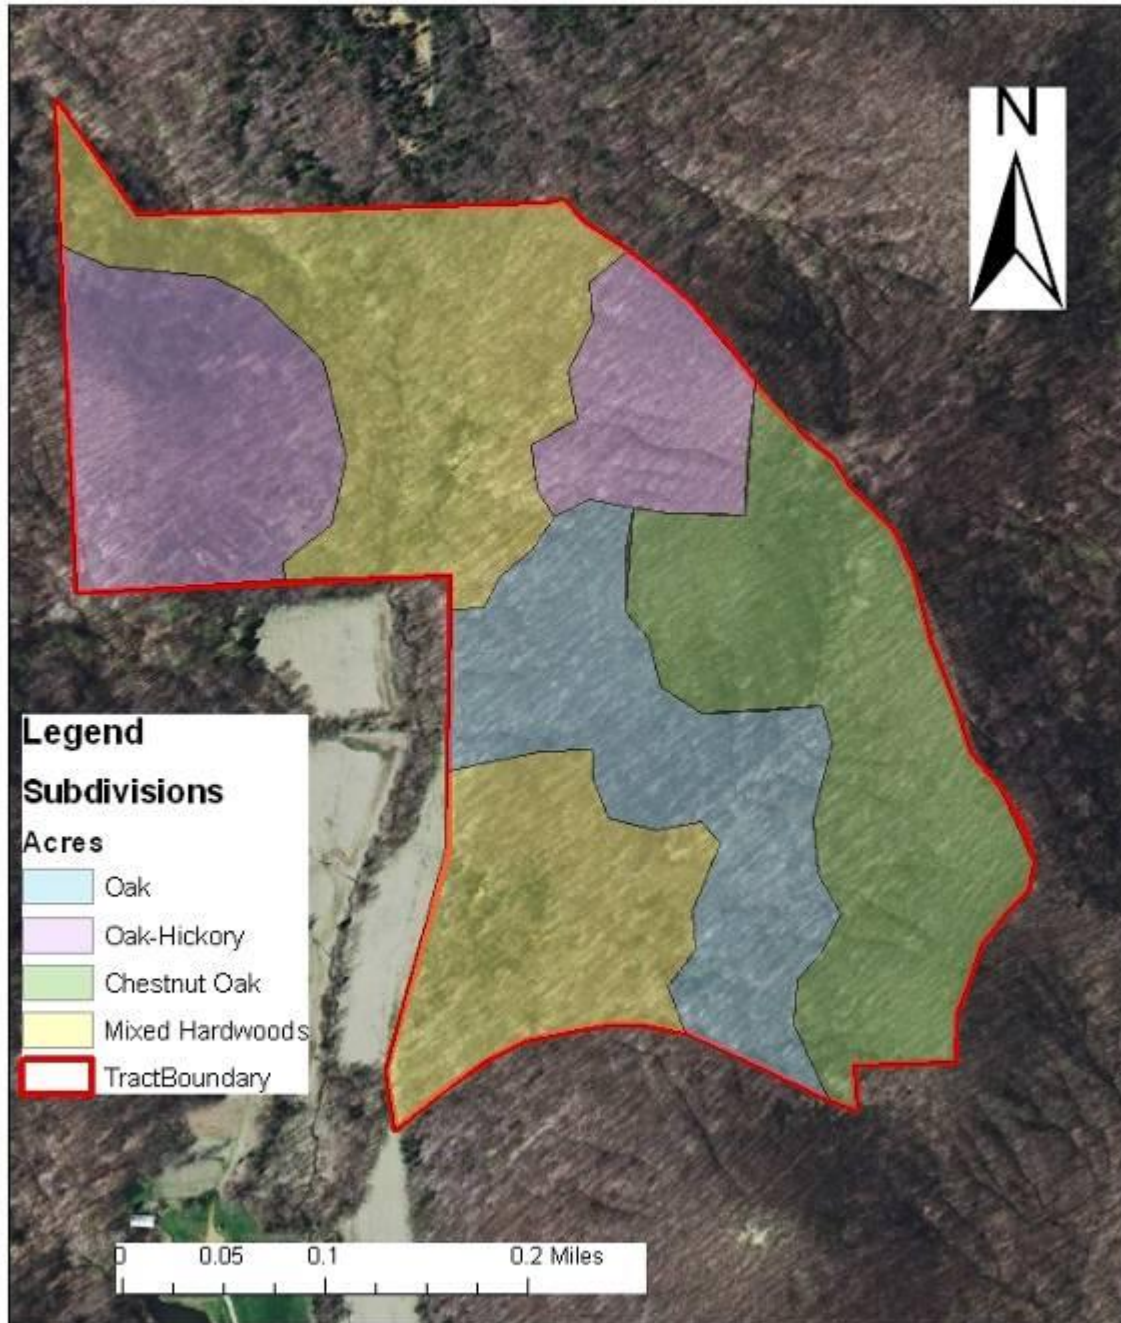 N
Legend
Subdivisions
Acres
Oak
Oak-Hickory
Chestnut Oak
Mixed Hardwoods
TractBoundary
0 0.05 0.1 0.2 Miles